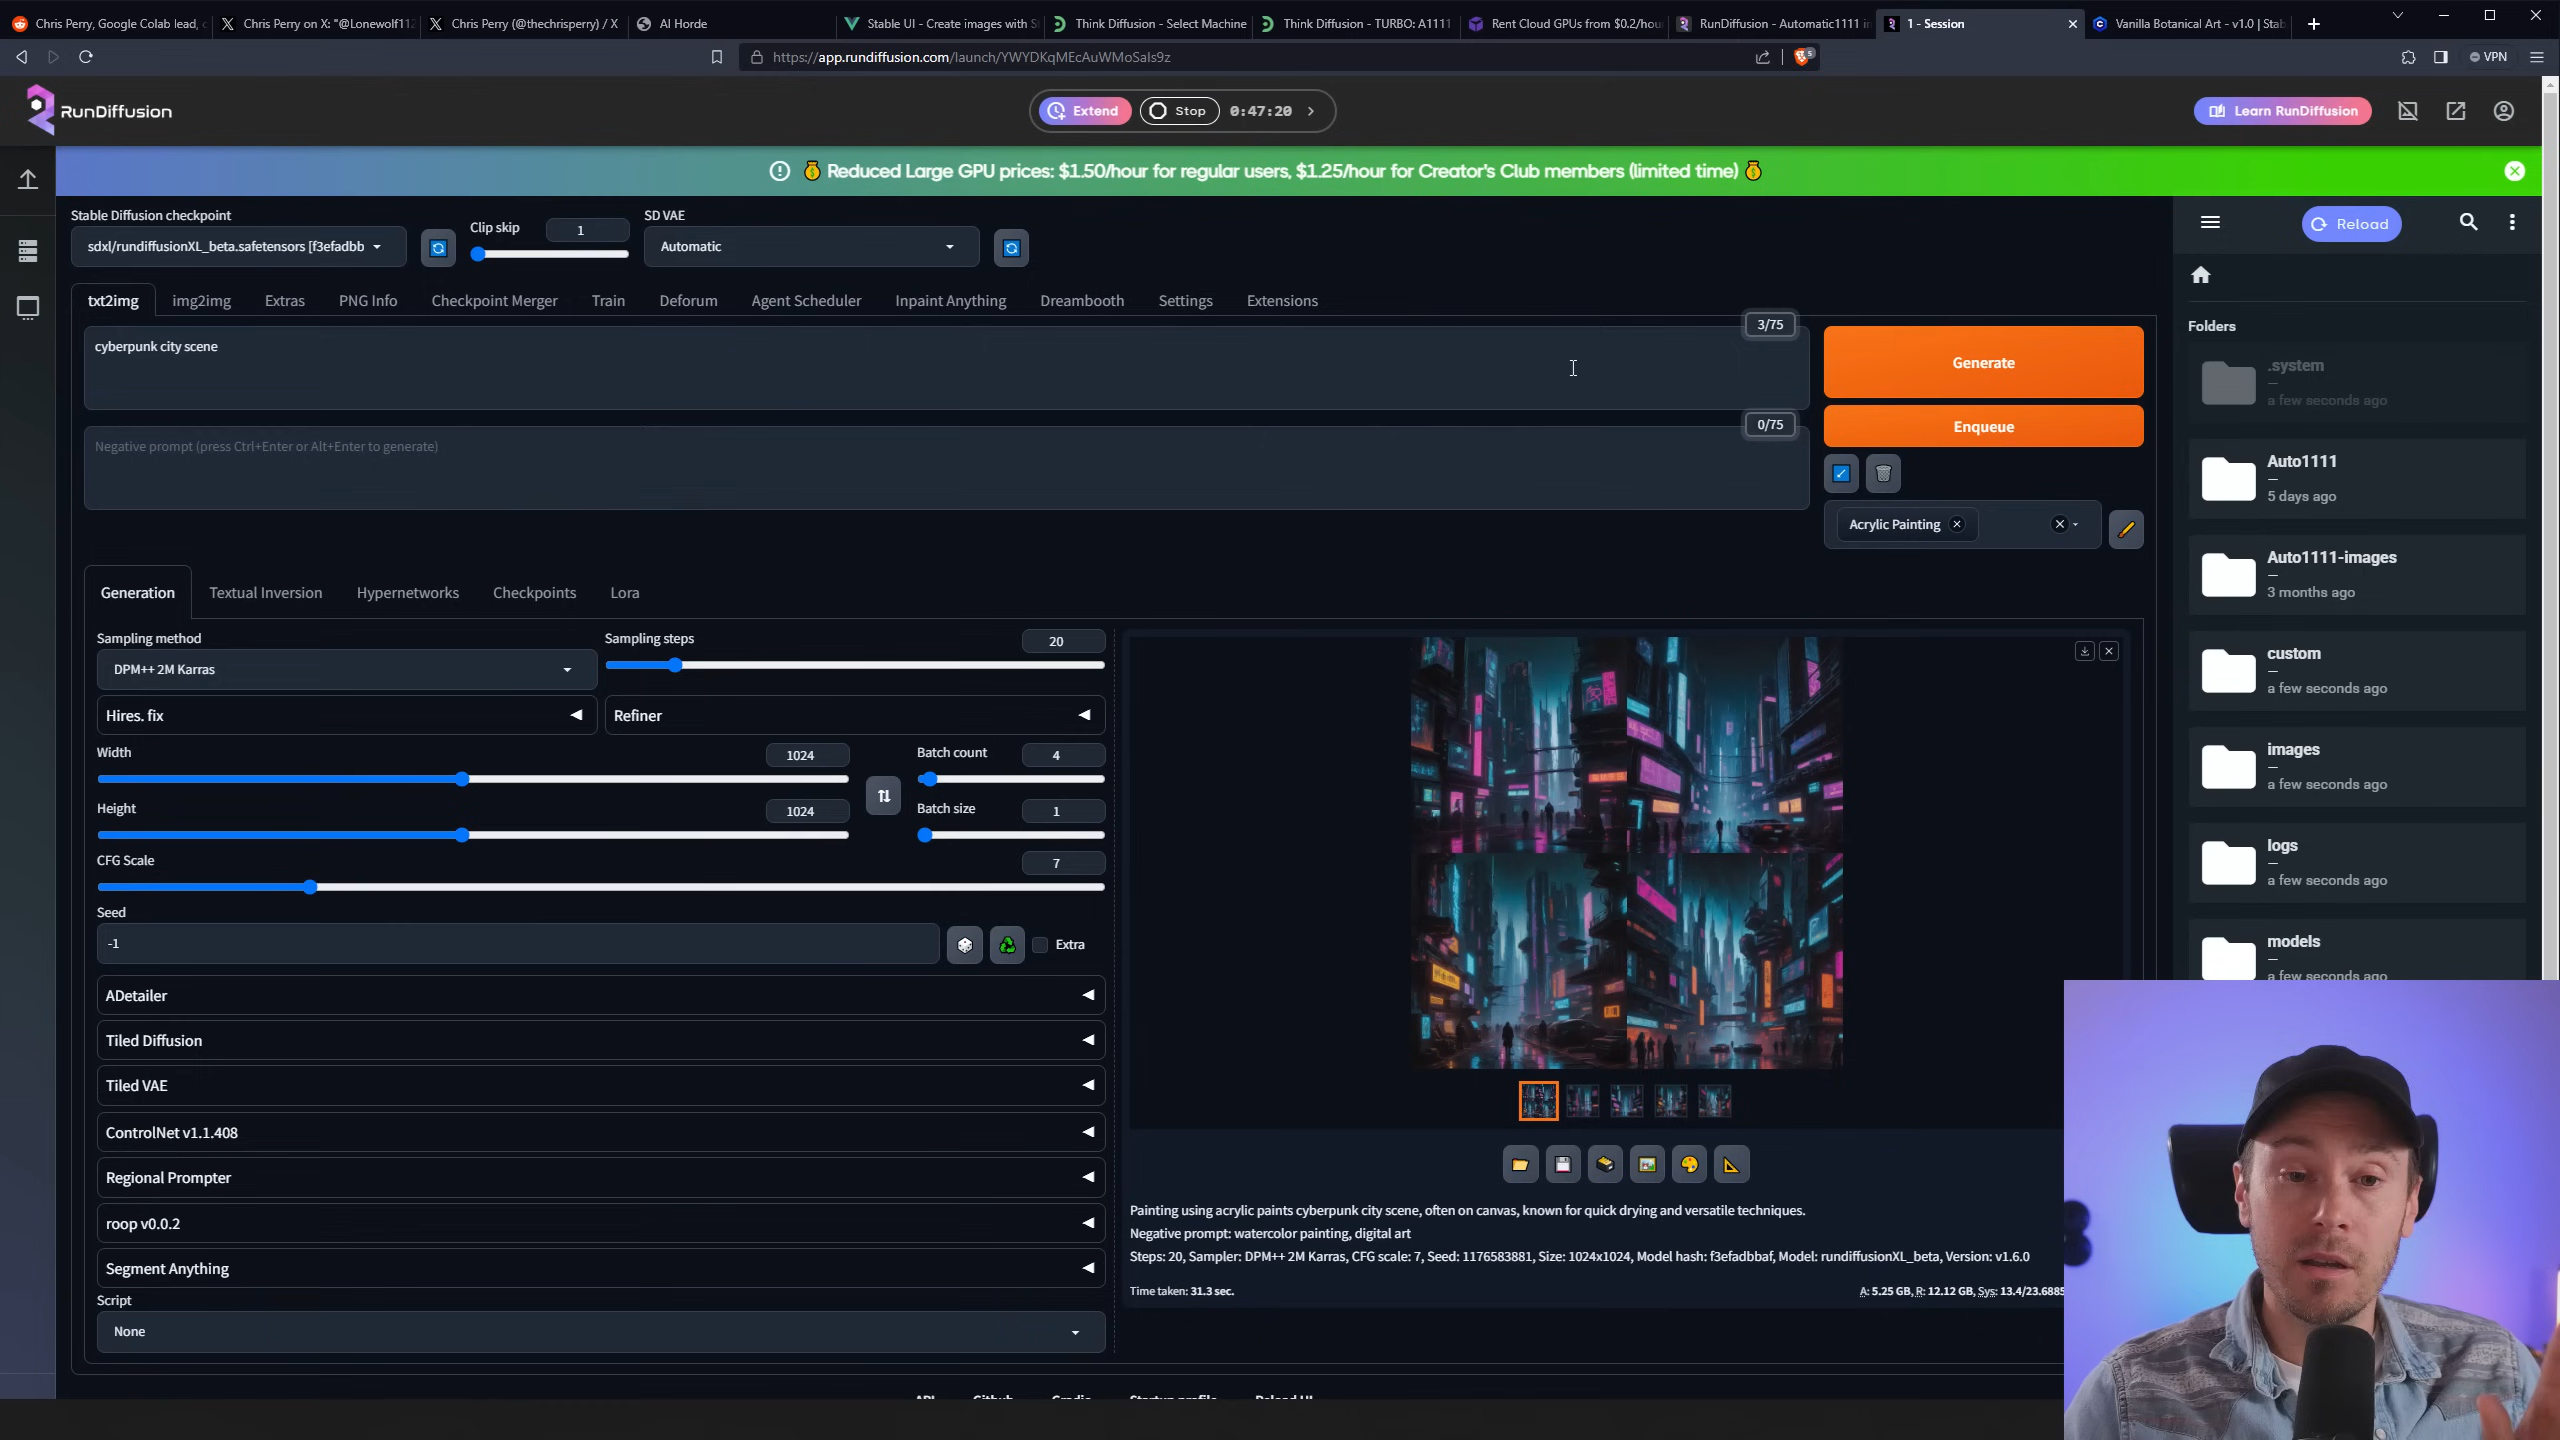 Chris Perry, Google Colab lead,
Chris Perry on X: "@Lonewolf112
Chris Perry (@thechrisperry) / X
AI Horde
Stable UI - Create images with S
Think Diffusion - Select Machine
Think Diffusion - TURBO: A1111
Rent Cloud GPUs from $0.2/hou
RunDiffusion - Automatic1111 i
1 - Session
Vanilla Botanical Art - v1.0 | Stab
https://app.rundiffusion.com/launch/YWYDKqMEcAuWMoSals9z
5
VPN
RunDiffusion
Extend
Stop
0:47:20
Learn RunDiffusion
Reduced Large GPU prices: $1.50/hour for regular users, $1.25/hour for Creator's Club members (limited time)
Stable Diffusion checkpoint
sdxl/rundiffusionXL_beta.safetensors [f3efadbb
Clip skip
1
SD VAE
Automatic
Reload
txt2img
img2img
Extras
PNG Info
Checkpoint Merger
Train
Deforum
Agent Scheduler
Inpaint Anything
Dreambooth
Settings
Extensions
cyberpunk city scene
3/75
Negative prompt (press Ctrl+Enter or Alt+Enter to generate)
0/75
Generate
Enqueue
Acrylic Painting
Folders
.system
—
a few seconds ago
Auto1111
—
5 days ago
Auto1111-images
—
3 months ago
custom
—
a few seconds ago
images
—
a few seconds ago
logs
—
a few seconds ago
models
a few seconds ago
Generation
Textual Inversion
Hypernetworks
Checkpoints
Lora
Sampling method
DPM++ 2M Karras
Sampling steps
20
Hires. fix
Refiner
Width
1024
Batch count
4
Height
1024
Batch size
1
CFG Scale
7
Seed
-1
Extra
ADetailer
Tiled Diffusion
Tiled VAE
ControlNet v1.1.408
Regional Prompter
roop v0.0.2
Segment Anything
Script
None
Painting using acrylic paints cyberpunk city scene, often on canvas, known for quick drying and versatile techniques.
Negative prompt: watercolor painting, digital art
Steps: 20, Sampler: DPM++ 2M Karras, CFG scale: 7, Seed: 1176583881, Size: 1024x1024, Model hash: f3efadbbaf, Model: rundiffusionXL_beta, Version: v1.6.0
Time taken: 31.3 sec.
A: 5.25 GB, R: 12.12 GB, Sys: 13.4/23.6885
API
Github
Gradio
Startup profile
Reload UI